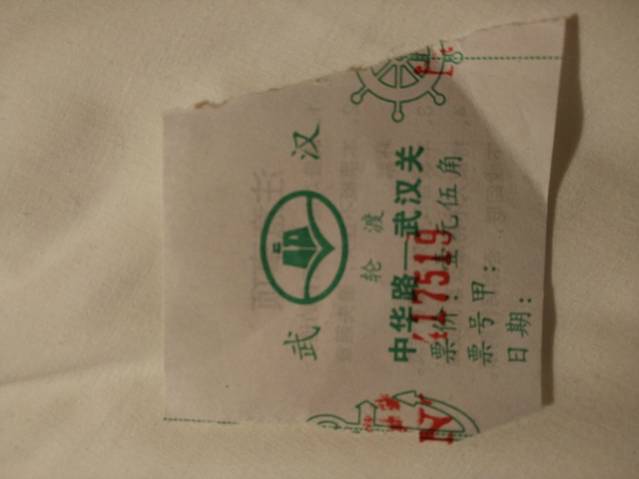 武汉
轮渡
中华路—武汉关
票价：壹元伍角
417519
票号甲：
日期：
N